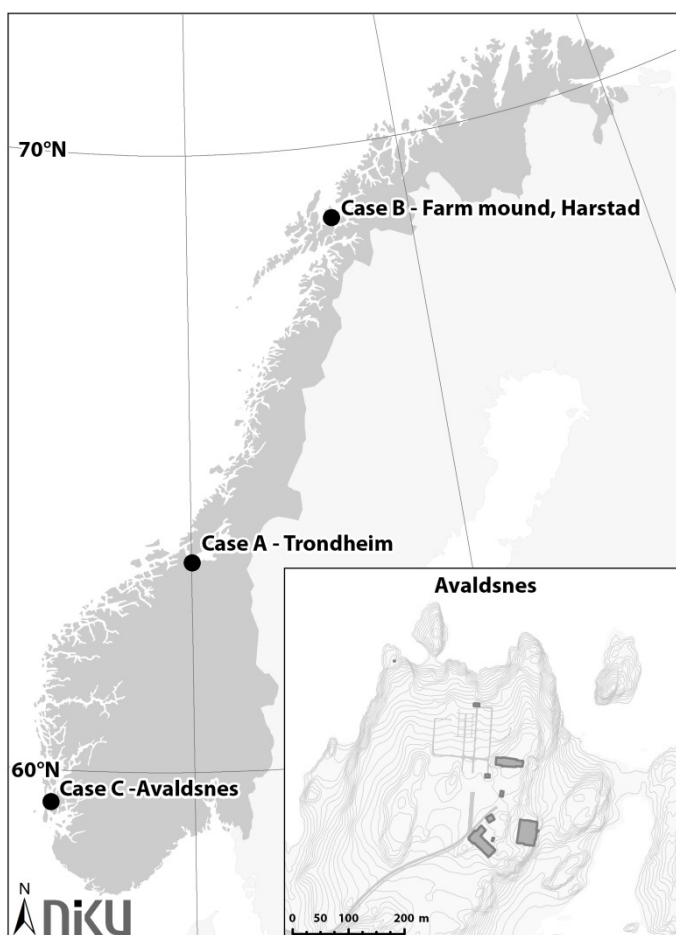 70°N
Case B - Farm mound, Harstad
Case A - Trondheim
Avaldsnes
60°N
Case C -Avaldsnes
N
niku
0 50 100 200 m